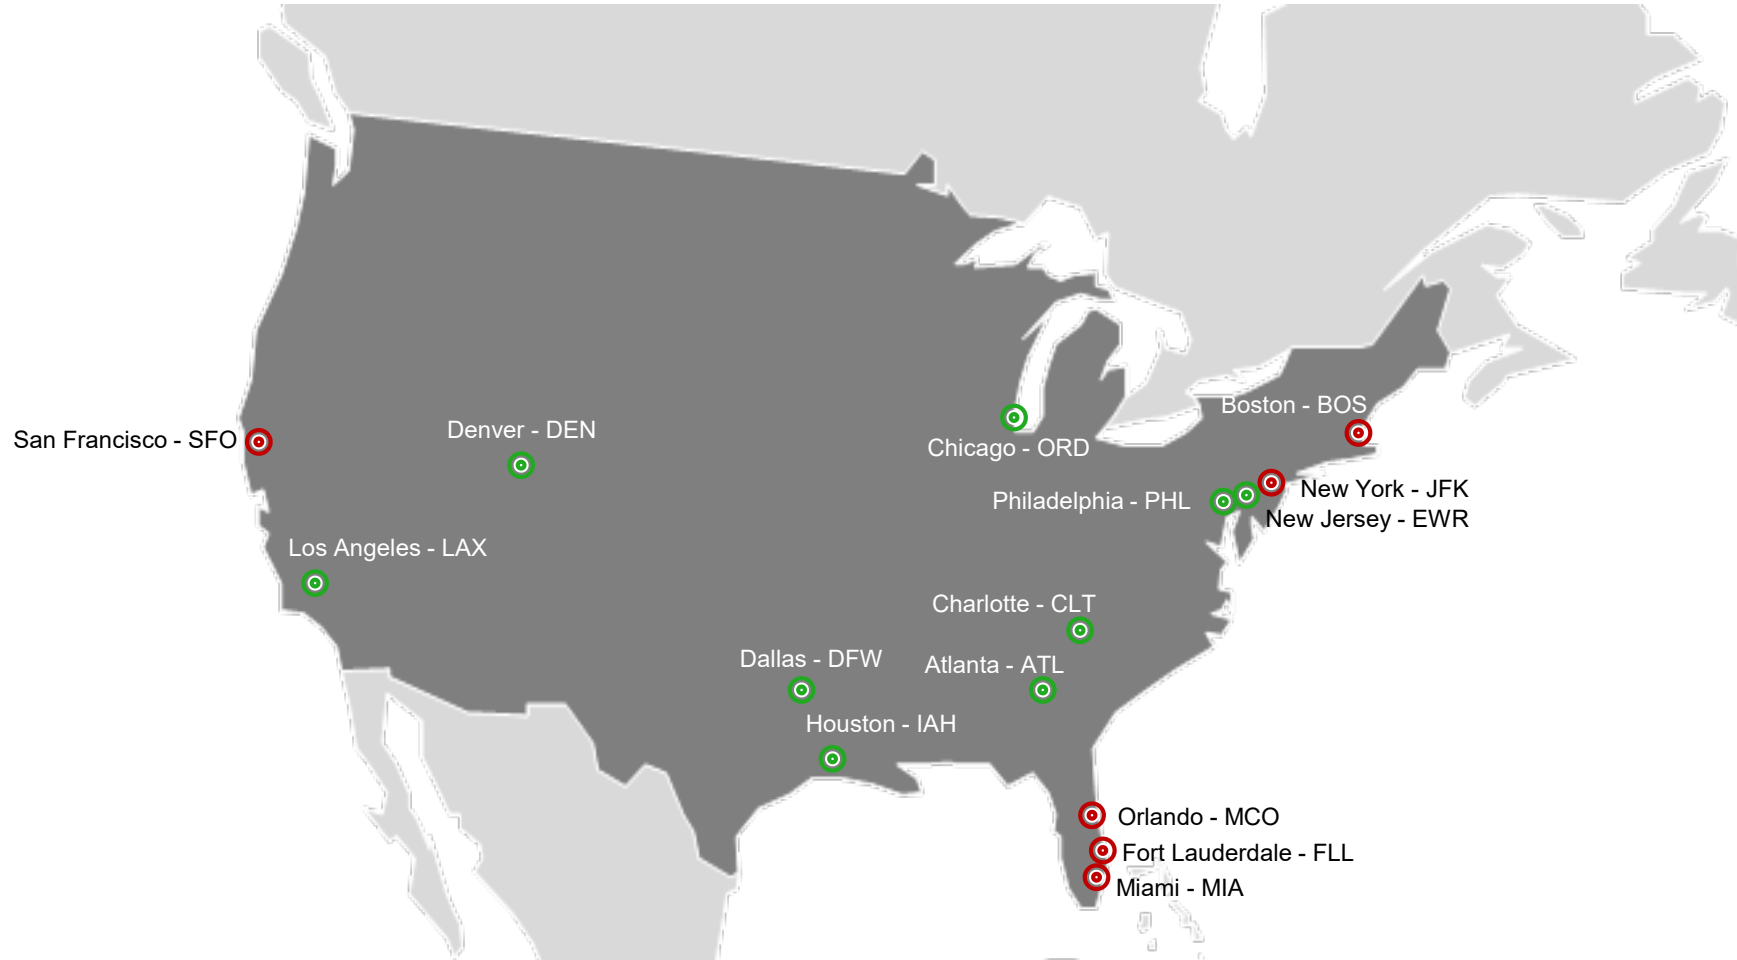 Boston - BOS
Denver - DEN
San Francisco - SFO
Chicago - ORD
New York - JFK
Philadelphia - PHL
New Jersey - EWR
Los Angeles - LAX
Charlotte - CLT
Dallas - DFW
Atlanta - ATL
Houston - IAH
Orlando - MCO
Fort Lauderdale - FLL
Miami - MIA